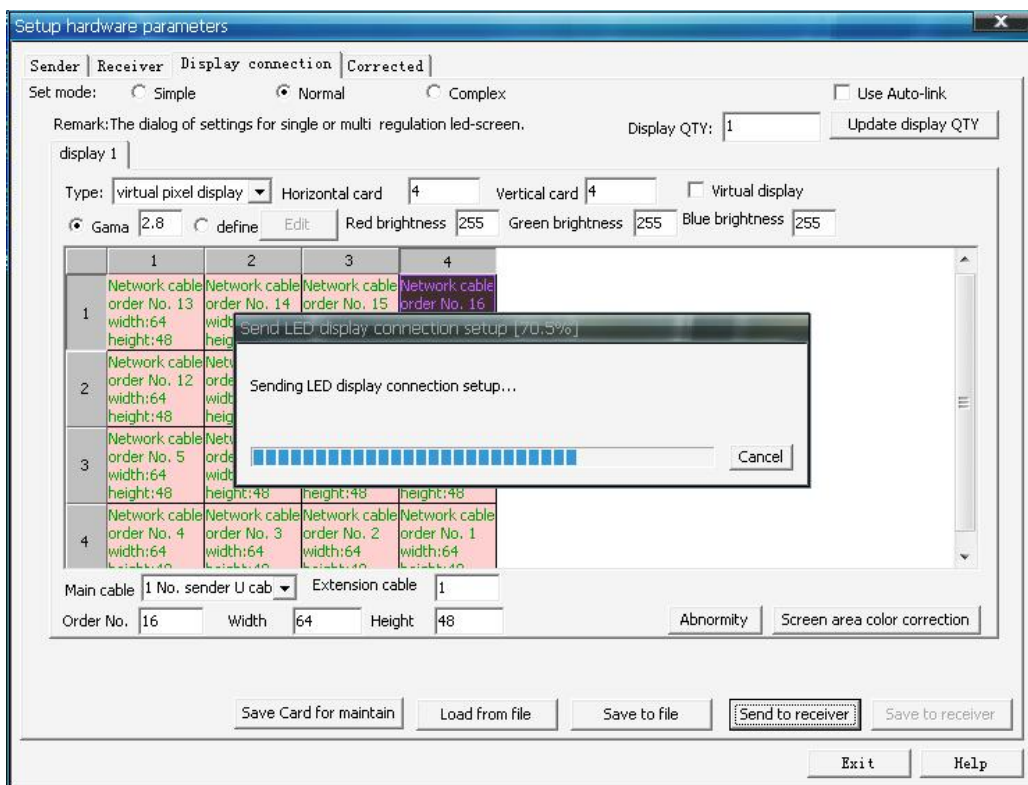 Setup hardware parameters
X
Sender Receiver Display connection Corrected
Set mode: Simple Normal Complex Use Auto-link
Remark:The dialog of settings for single or multi regulation led-screen. Display QTY: 1 Update display QTY
display 1
Type: virtual pixel display Horizontal card 4 Vertical card 4 Virtual display
Gama 2.8 define Edit Red brightness 255 Green brightness 255 Blue brightness 255
1 2 3 4
Network cable Network cable Network cable Network cable
order No. 13 order No. 14 order No. 15 order No. 16
1
width:64
height:48
Send LED display connection setup [70.5%]
Network cable
2 order No. 12
width:64
height:48
Sending LED display connection setup...
Network cable
3 order No. 5
width:64
Cancel
height:48 height:48 height:48 height:48
Network cable Network cable Network cable Network cable
order No. 4 order No. 3 order No. 2 order No. 1
4
width:64 width:64 width:64 width:64
Main cable 1 No. sender U cab Extension cable 1
Order No. 16 Width 64 Height 48 Abnormity Screen area color correction
Save Card for maintain Load from file Save to file Send to receiver Save to receiver
Exit Help